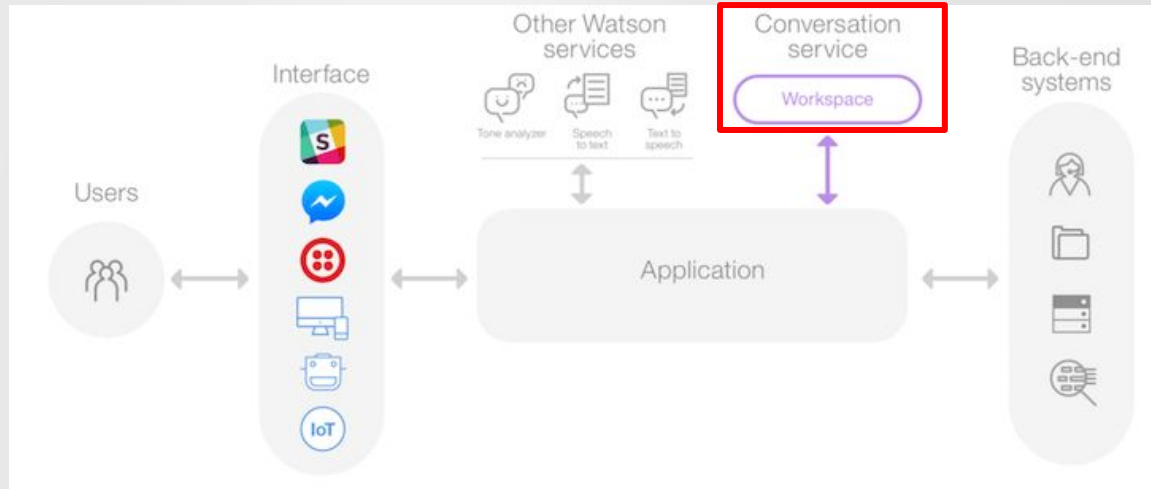 Users
Interface
S
IoT
Other Watson
services
Tone analyzer
Speech
to text
Text to
speech
Conversation
service
Workspace
Application
Back-end
systems